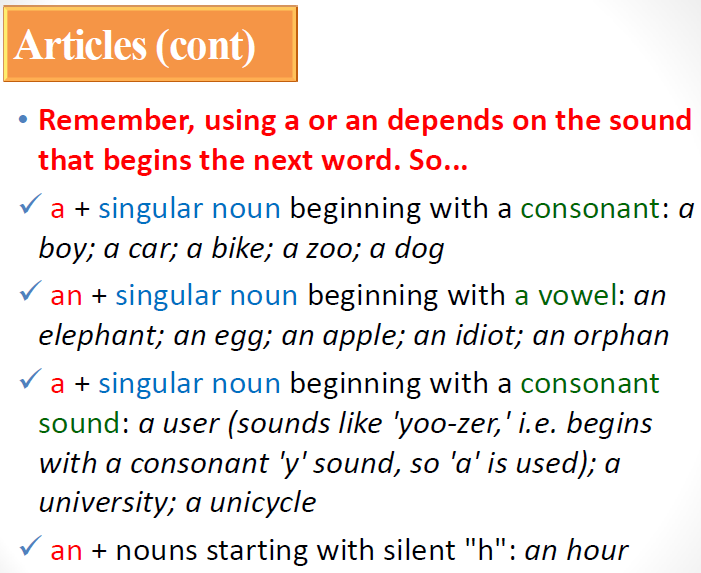 Articles (cont)
• Remember, using a or an depends on the sound
that begins the next word. So...
✓ a + singular noun beginning with a consonant: a
boy; a car; a bike; a zoo; a dog
✓ an + singular noun beginning with a vowel: an
elephant; an egg; an apple; an idiot; an orphan
✓ a + singular noun beginning with a consonant
sound: a user (sounds like 'yoo-zer,' i.e. begins
with a consonant 'y' sound, so 'a' is used); a
university; a unicycle
✓ an + nouns starting with silent "h": an hour